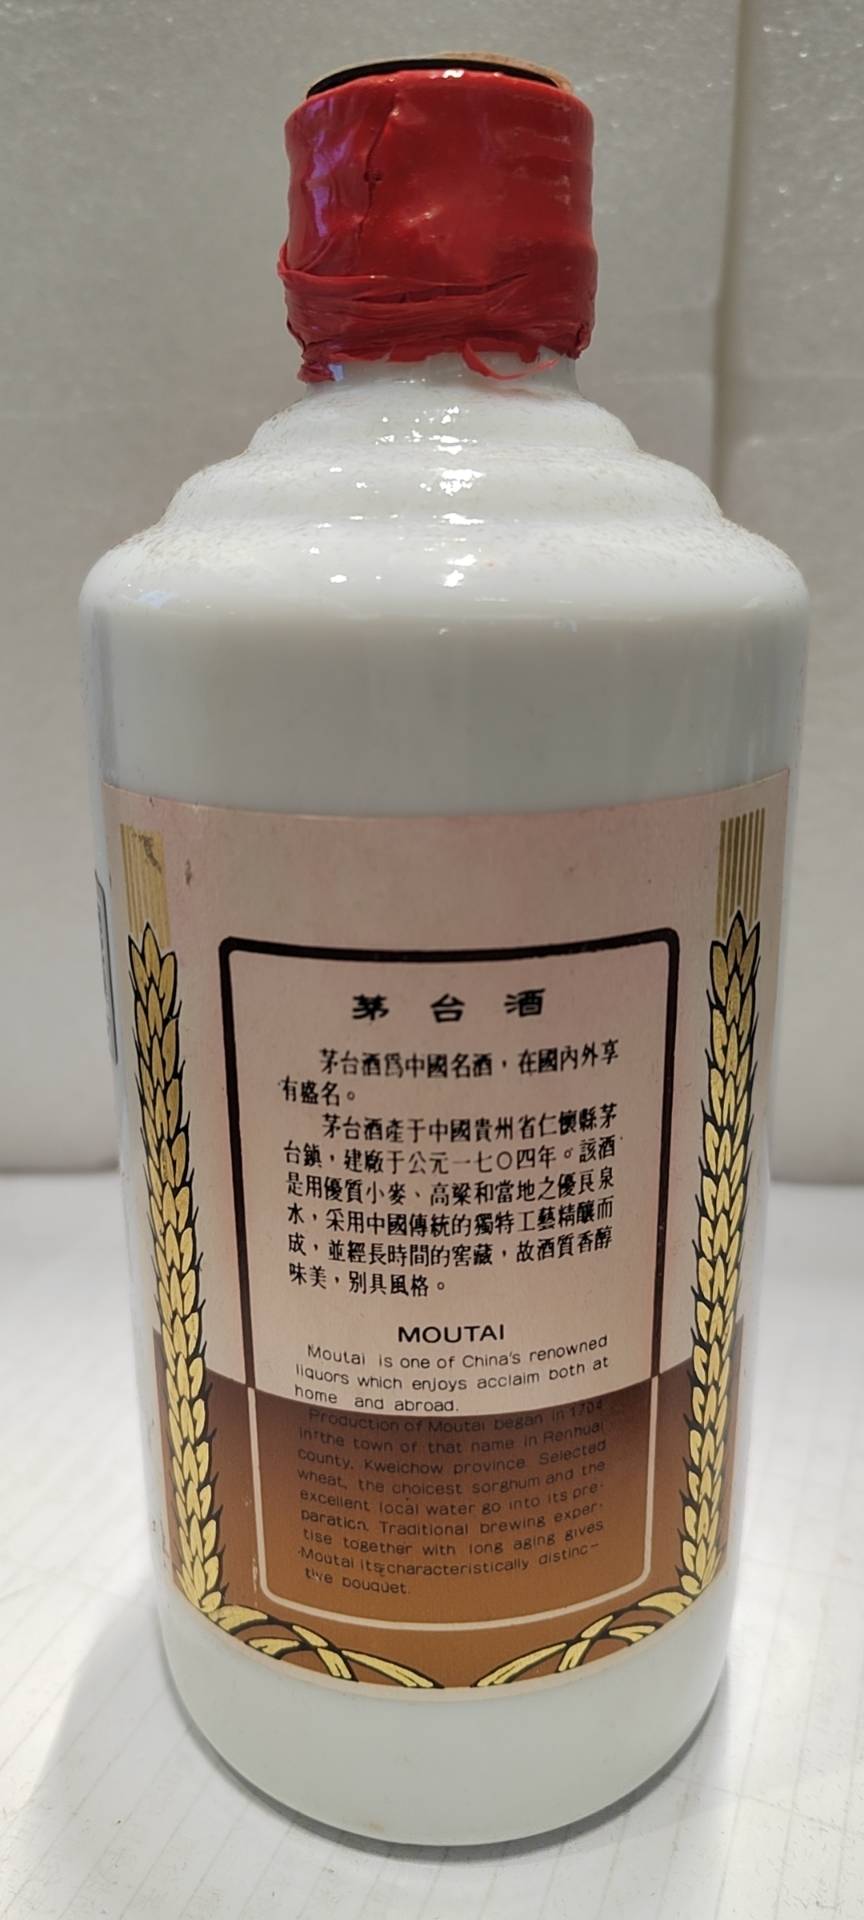 茅台酒
茅台酒爲中國名酒，在國內外享
有盛名。
茅台酒產于中國貴州省仁懷縣茅
台鎮，建廠于公元一七〇四年。該酒
是用優質小麥、高粱和當地之優良泉
水，采用中國傳統的獨特工藝精釀而
成，並經長時間的窖藏，故酒質香醇
味美，别具風格。
MOUTAI
Moutai is one of China's renowned
liquors which enjoys acclaim both at
home and abroad.
Production of Moutai began in 1704
in the town of that name in Renhuai
county, Kweichow province. Selected
wheat, the choicest sorghum and the
excellent local water go into its pre-
paration. Traditional brewing exper-
tise together with long aging gives
Moutai its characteristically distinc-
tive bouquet.